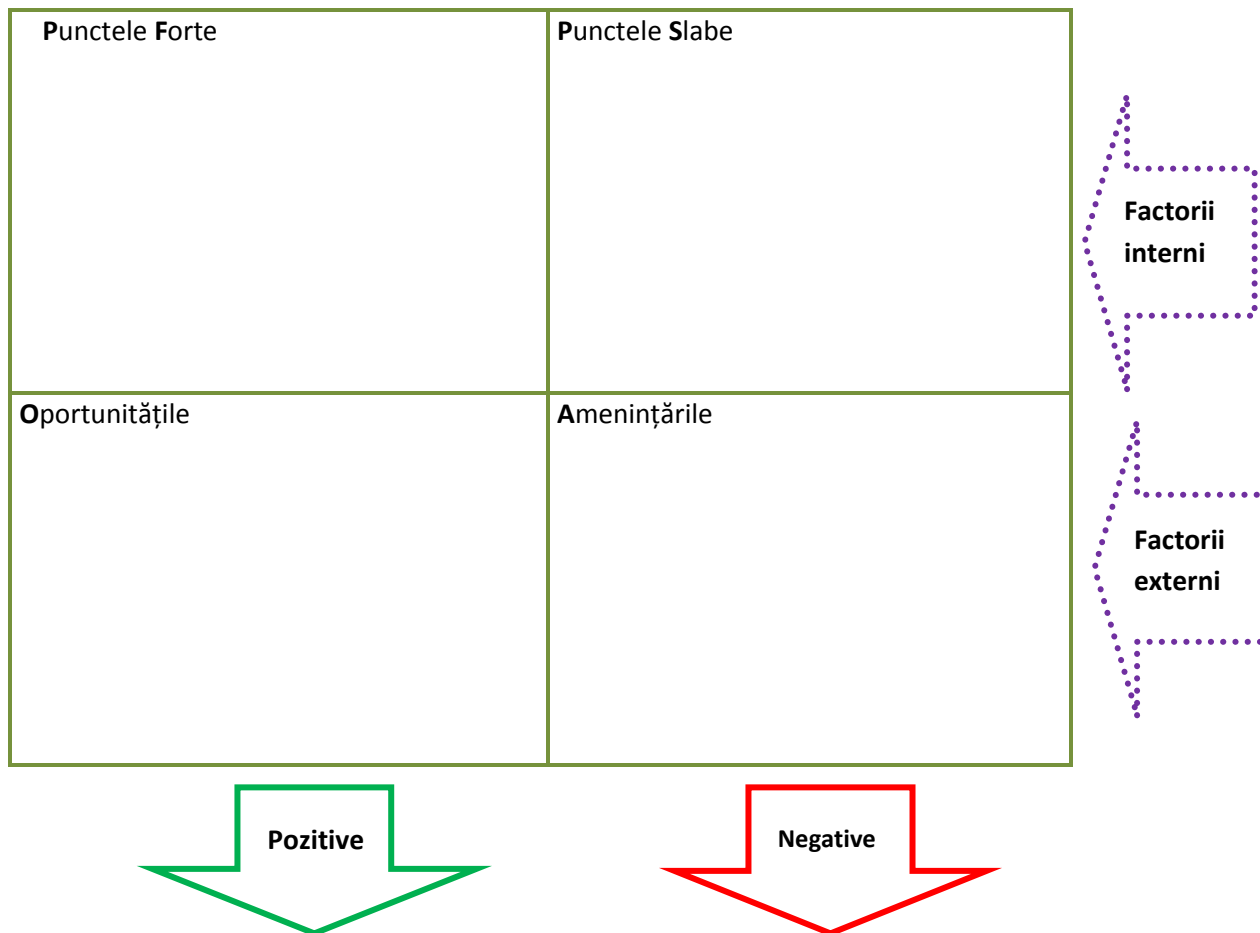 Punctele Forte
Punctele Slabe
Factorii
interni
Oportunitățile
Amenințările
Factorii
externi
Pozitive
Negative